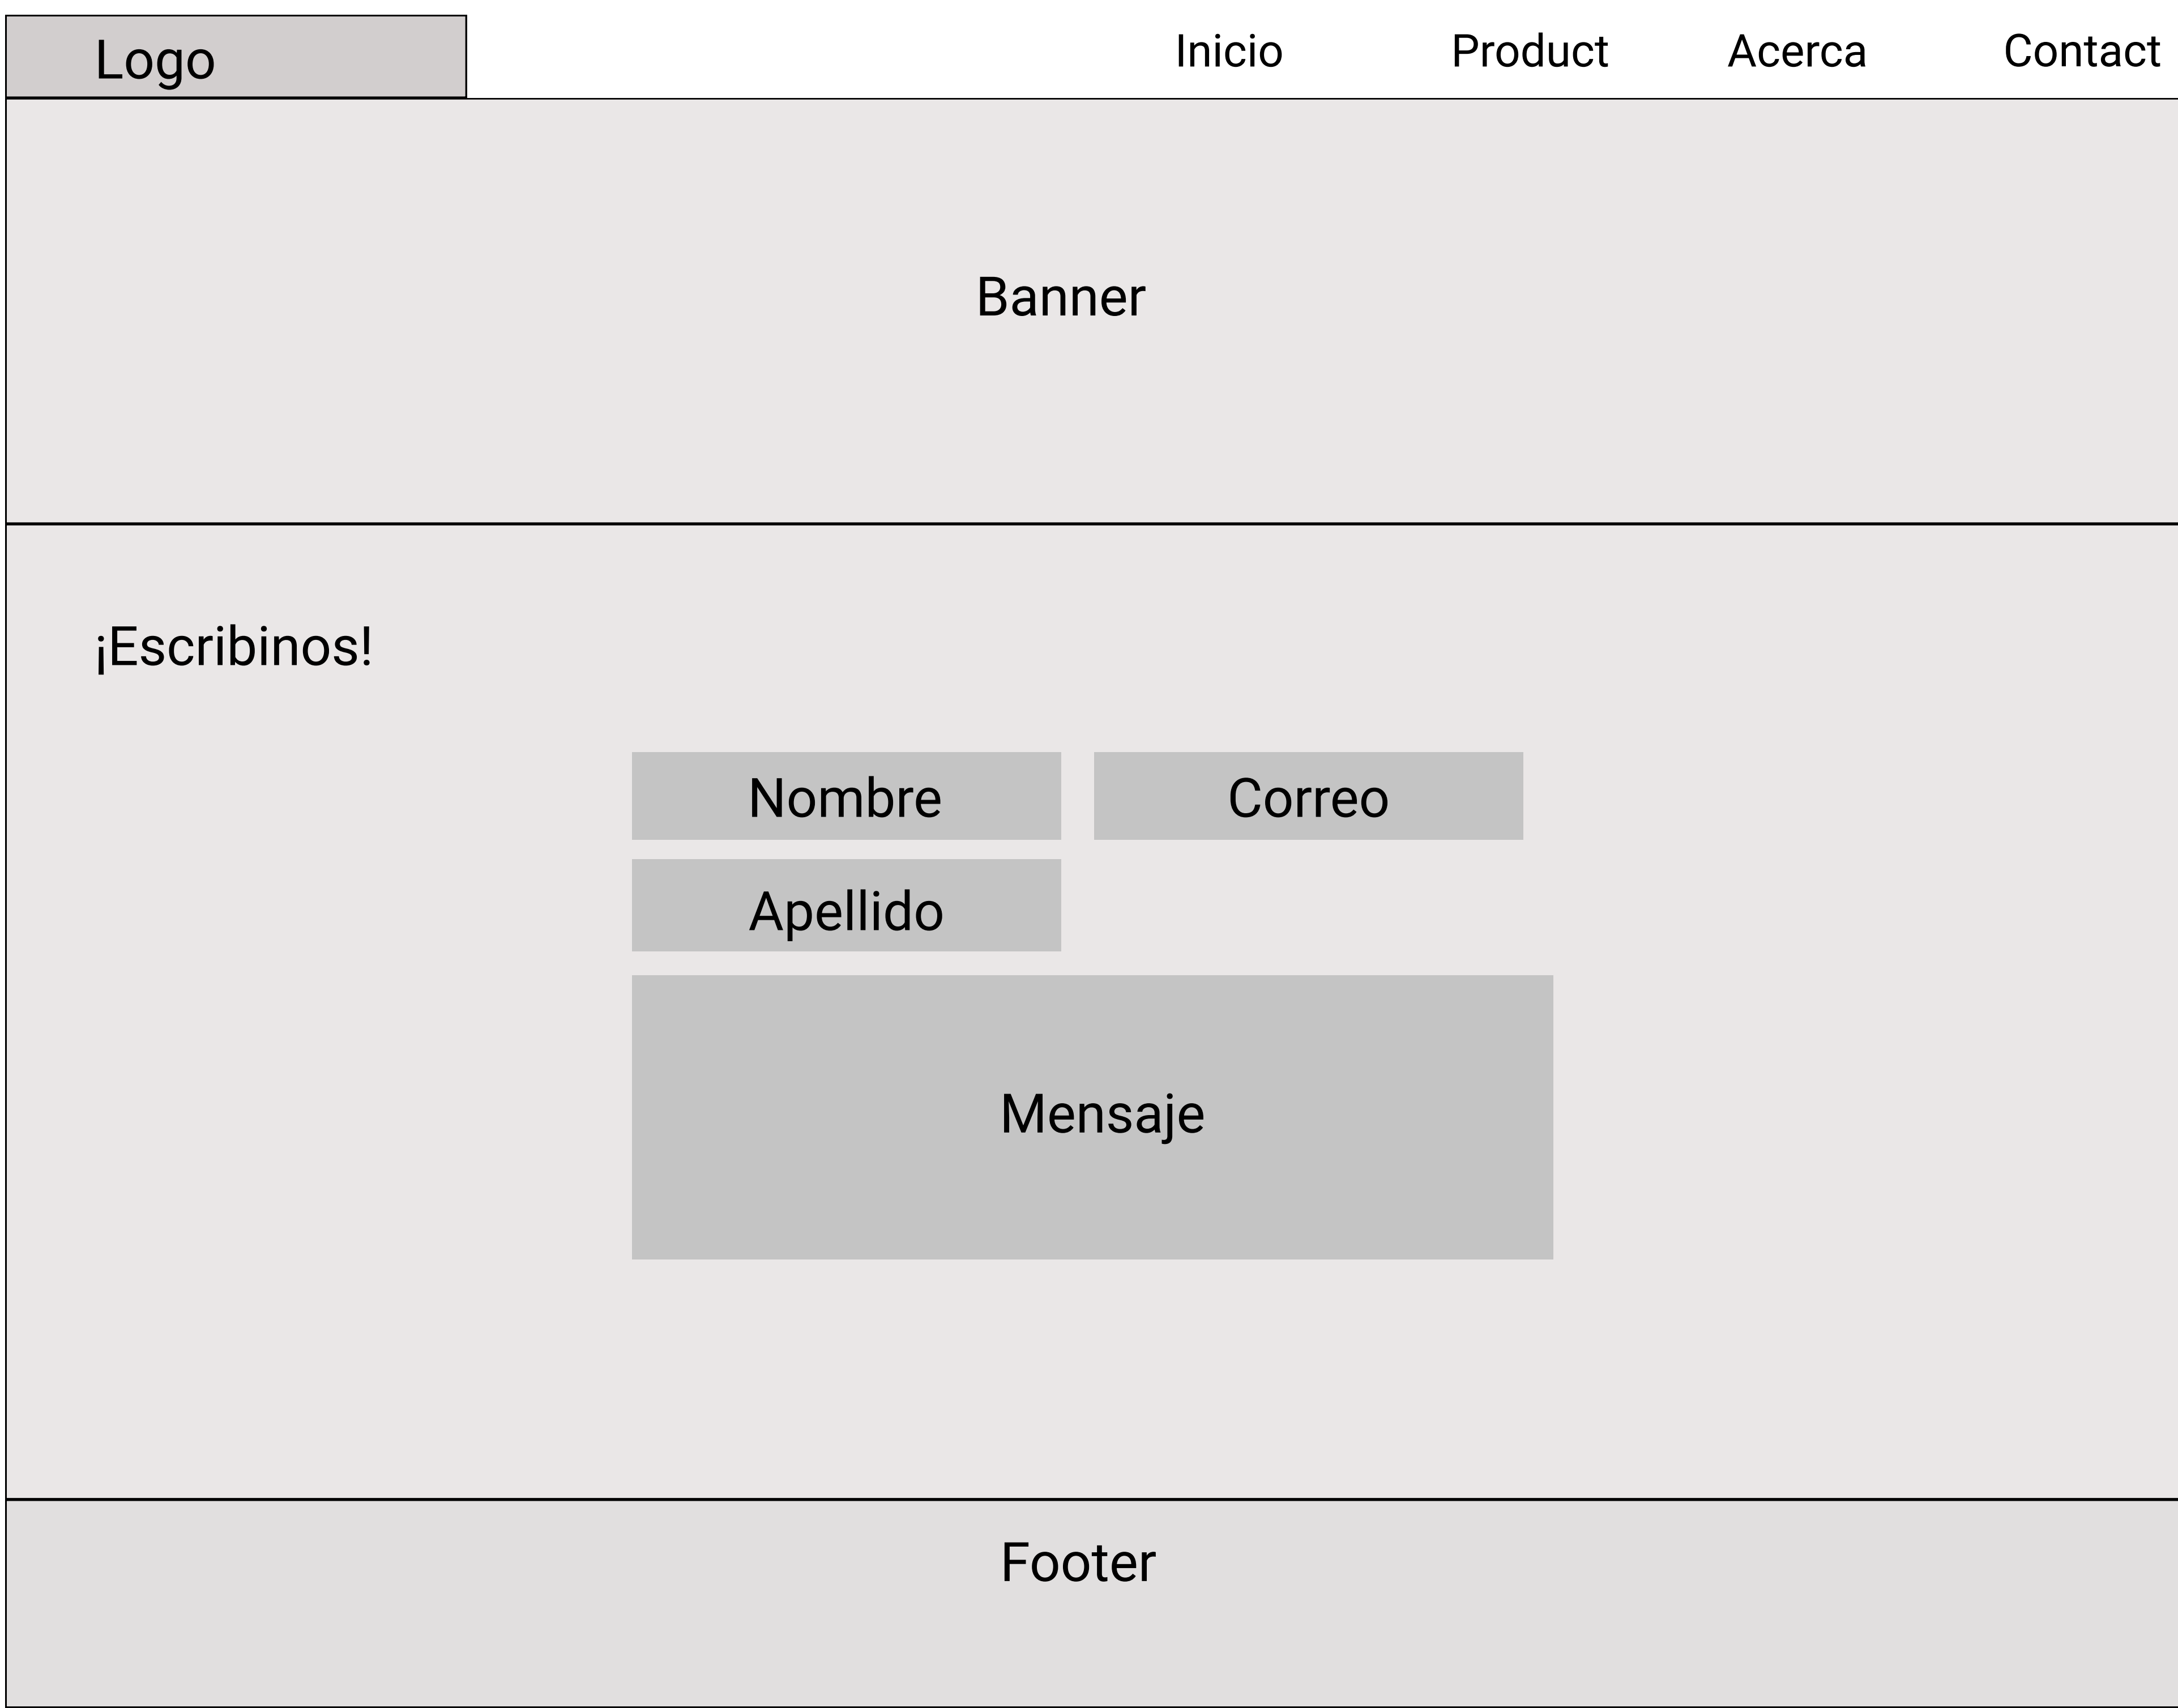 Logo
Inicio
Product
Acerca
Contact
Banner
¡Escribinos!
Nombre
Correo
Apellido
Mensaje
Footer